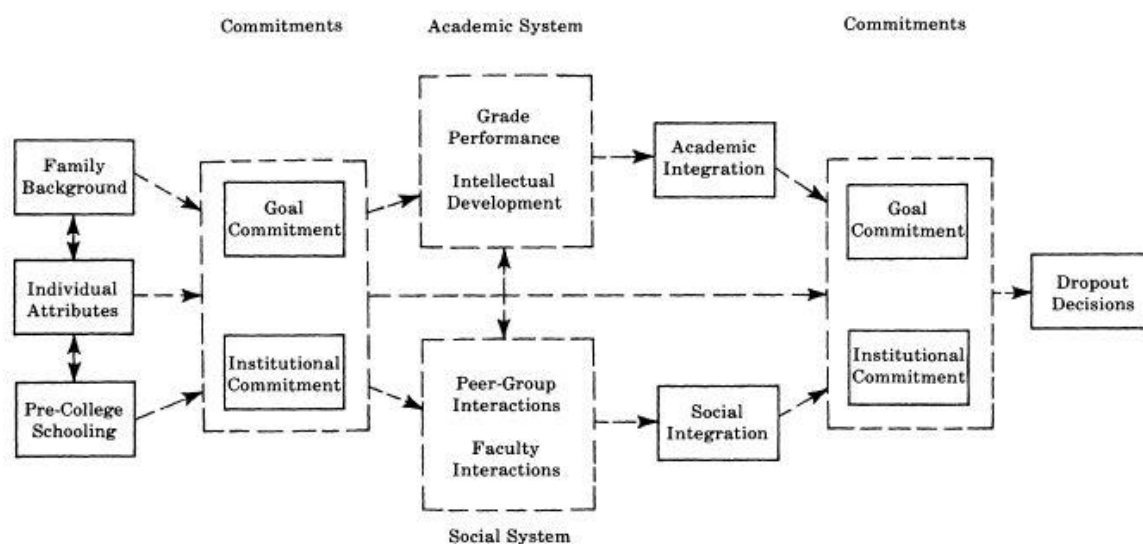 Commitments
Academic System
Commitments
Family
Background
Individual
Attributes
Pre-College
Schooling
Goal
Commitment
Institutional
Commitment
Grade
Performance
Intellectual
Development
Peer-Group
Interactions
Faculty
Interactions
Social System
Academic
Integration
Social
Integration
Goal
Commitment
Institutional
Commitment
Dropout
Decisions